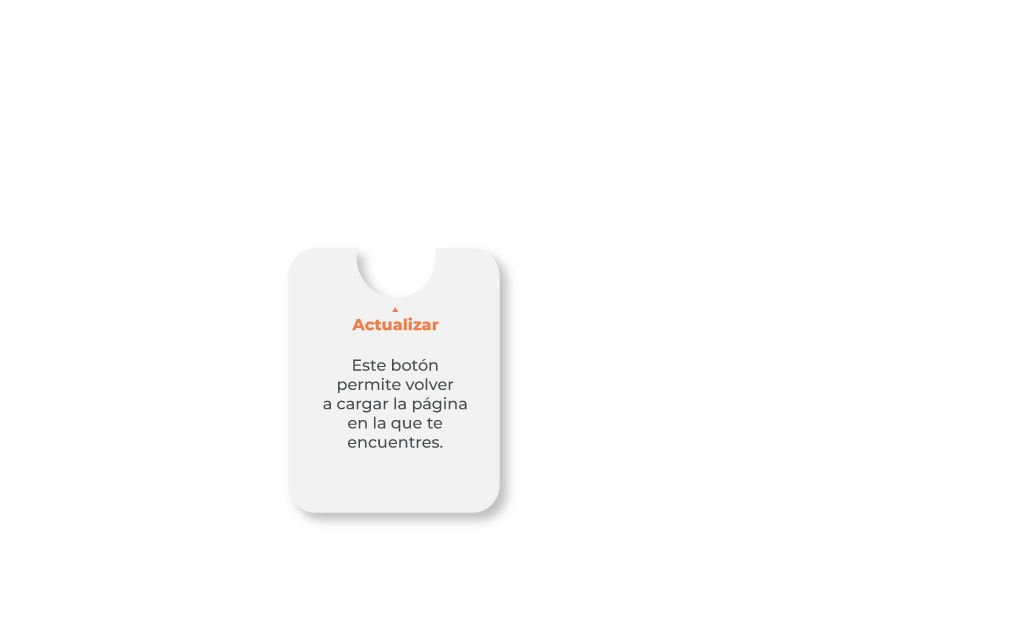 Actualizar
Este botón
permite volver
a cargar la página
en la que te
encuentres.